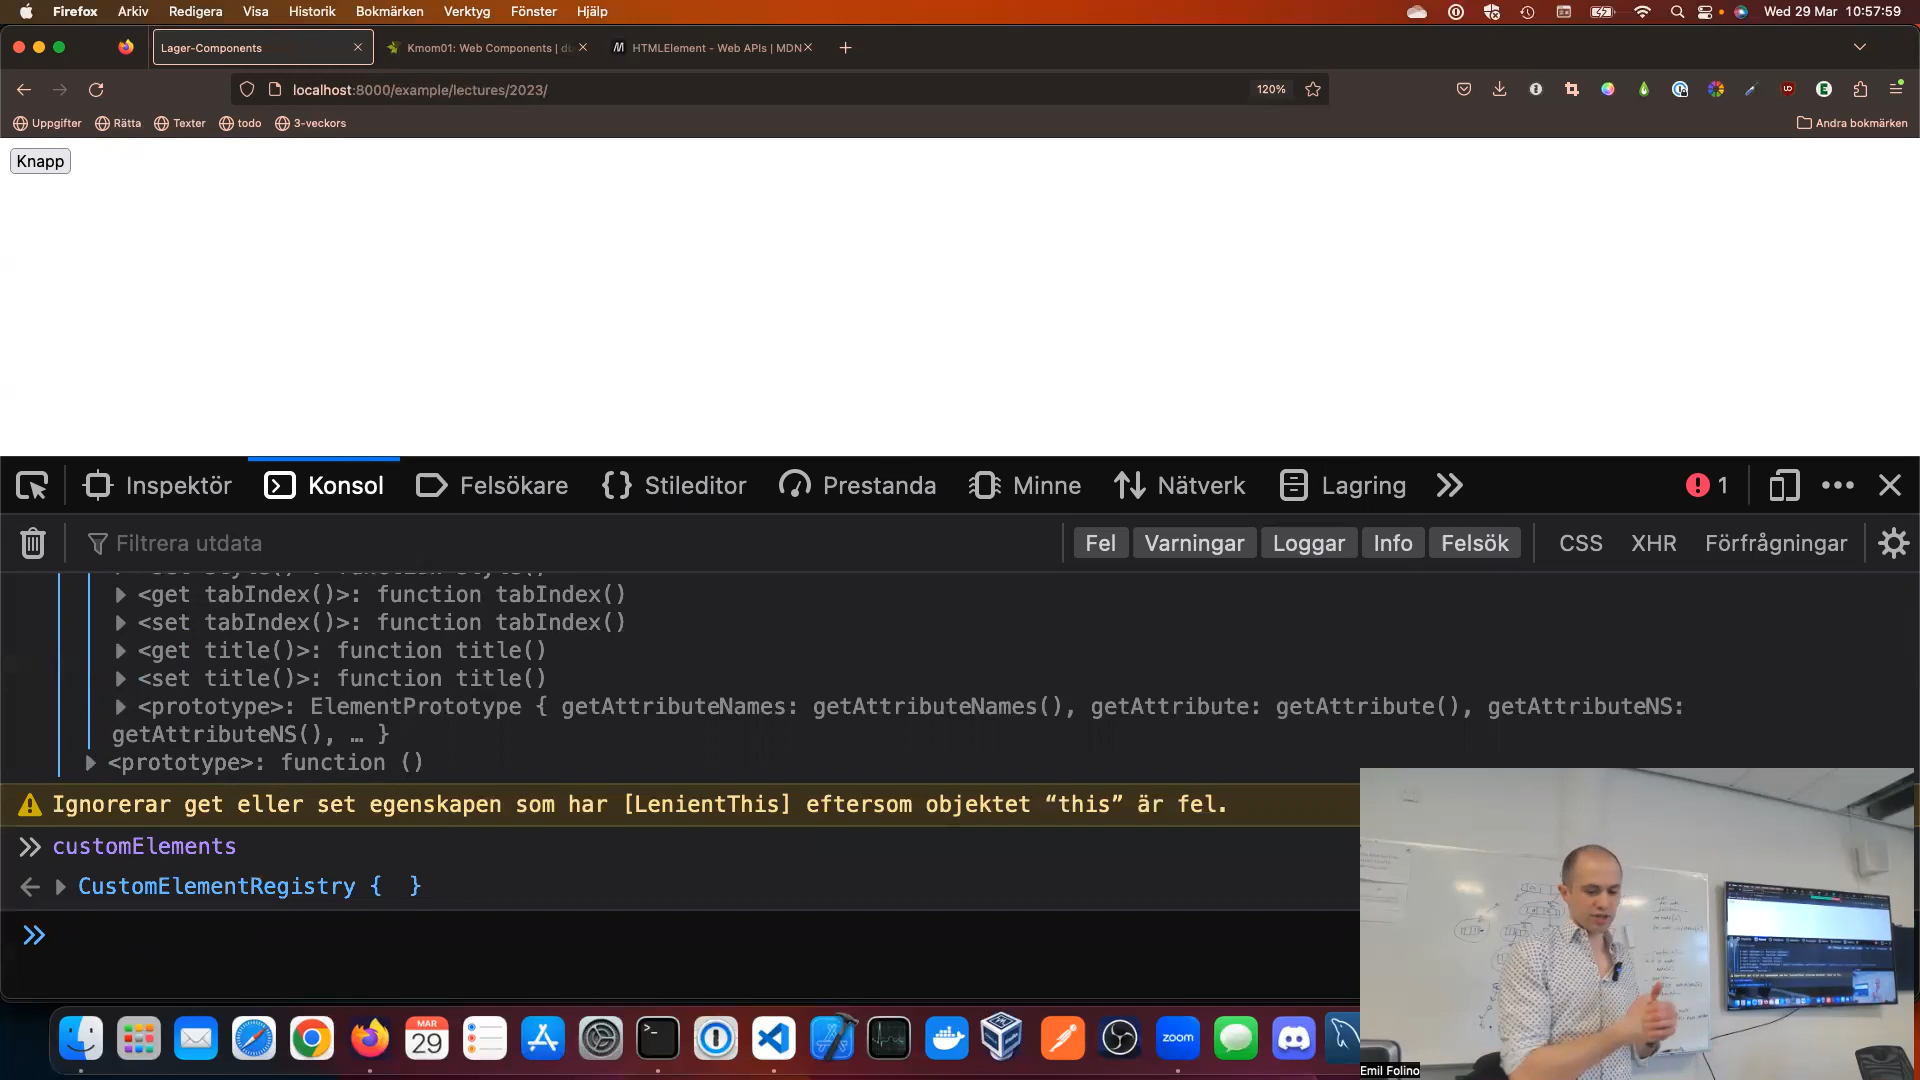 Firefox Arkiv Redigera Visa Historik Bokmärken Verktyg Fönster Hjälp Wed 29 Mar 10:57:59
Lager-Components Kmom01: Web Components | d HTMLElement - Web APIs | MDN
localhost:8000/example/lectures/2023/ 120%
Uppgifter Rätta Texter todo 3-veckors Andra bokmärken
Knapp
Inspektör Konsol Felsökare Stileditor Prestanda Minne Nätverk Lagring 1
Filtrera utdata Fel Varningar Loggar Info Felsök CSS XHR Förfrågningar
<get tabIndex()>: function tabIndex()
<set tabIndex()>: function tabIndex()
<get title()>: function title()
<set title()>: function title()
<prototype>: ElementPrototype { getAttributeNames: getAttributeNames(), getAttribute: getAttribute(), getAttributeNS:
getAttributeNS(), … }
<prototype>: function ()
Ignorerar get eller set egenskapen som har [LenientThis] eftersom objektet “this” är fel.
customElements
CustomElementRegistry { }
MAR
29
zoom
Emil Folino